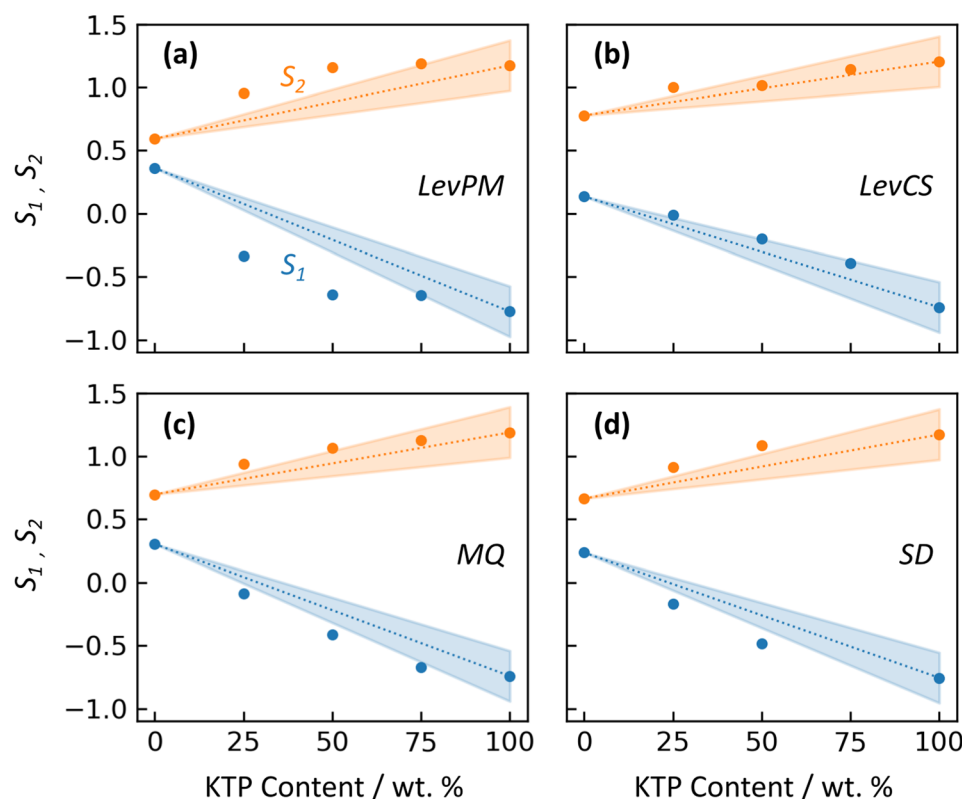 (a)
(b)
1.5
1.0
0.5
0.0
−0.5
−1.0
S₁ , S₂
S₂
S₁
LevPM
LevCS
(c)
(d)
1.5
1.0
0.5
0.0
−0.5
−1.0
S₁ , S₂
MQ
SD
0 25 50 75 100
0 25 50 75 100
KTP Content / wt. %
KTP Content / wt. %